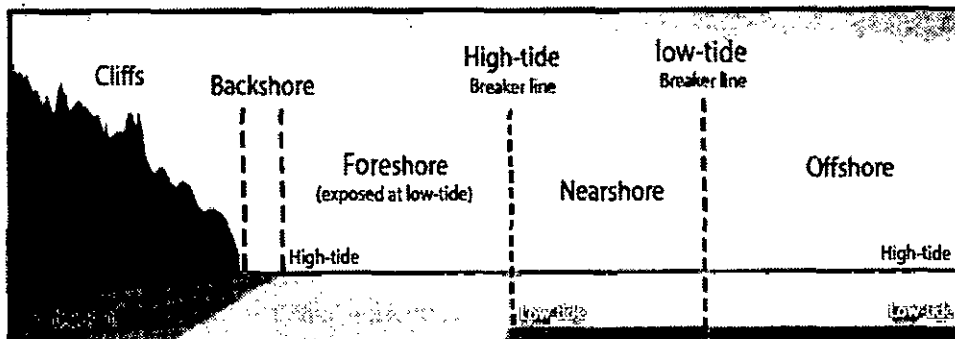 Cliffs
Backshore
High-tide
Breaker line
low-tide
Breaker line
Foreshore
(exposed at low-tide)
Nearshore
Offshore
High-tide
High-tide
Low-tide
Low-tide